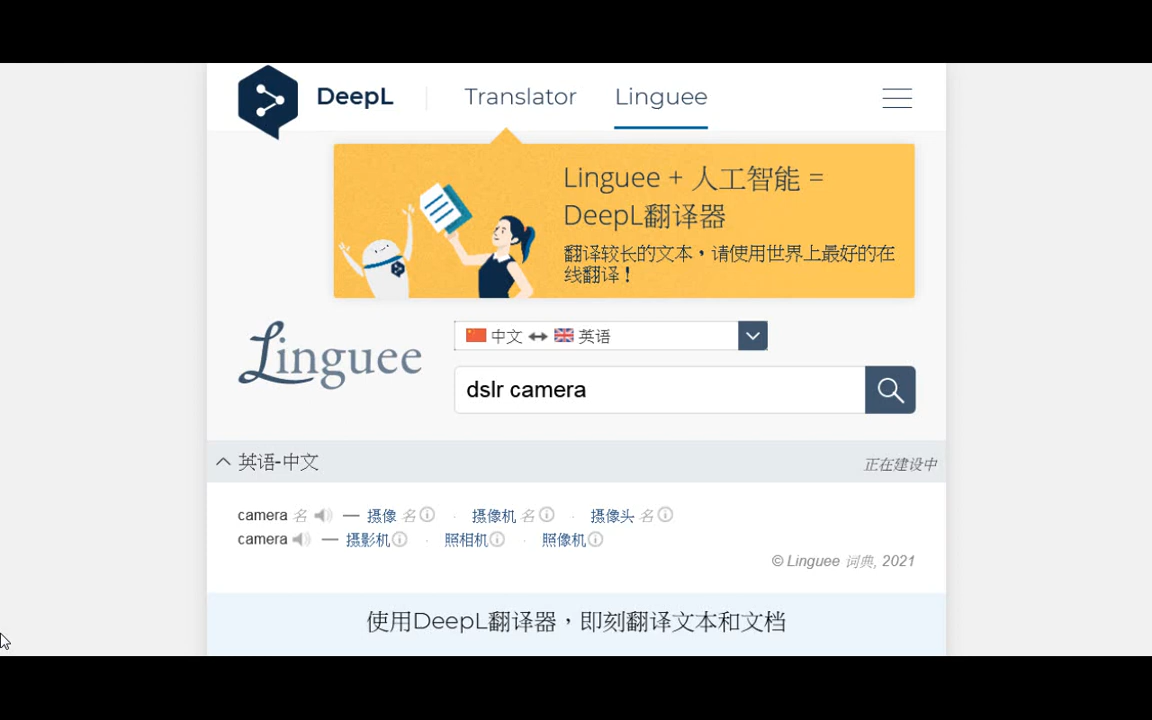 DeepL Translator Linguee
Linguee + 人工智能 =
DeepL翻译器
翻译较长的文本，请使用世界上最好的在
线翻译！
Linguee
中文 ↔ 英语
dslr camera
英语-中文 正在建设中
camera 名 — 摄像 名 · 摄像机 名 · 摄像头 名
camera — 摄影机 · 照相机 · 照像机
© Linguee 词典, 2021
使用DeepL翻译器，即刻翻译文本和文档